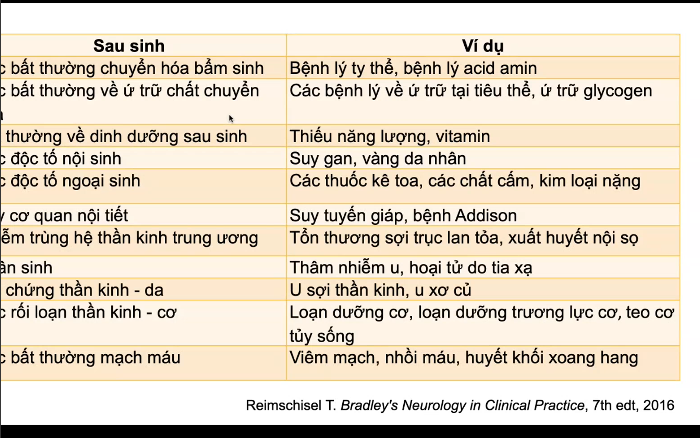 Sau sinh Ví dụ
c bất thường chuyển hóa bẩm sinh Bệnh lý ty thể, bệnh lý acid amin
c bất thường về ứ trữ chất chuyển Các bệnh lý về ứ trữ tại tiêu thể, ứ trữ glycogen
thường về dinh dưỡng sau sinh Thiếu năng lượng, vitamin
c độc tố nội sinh Suy gan, vàng da nhân
c độc tố ngoại sinh Các thuốc kê toa, các chất cấm, kim loại nặng
y cơ quan nội tiết Suy tuyến giáp, bệnh Addison
ễm trùng hệ thần kinh trung ương Tổn thương sợi trục lan tỏa, xuất huyết nội sọ
ân sinh Thâm nhiễm u, hoại tử do tia xạ
chứng thần kinh - da U sợi thần kinh, u xơ củ
c rối loạn thần kinh - cơ Loạn dưỡng cơ, loạn dưỡng trương lực cơ, teo cơ
tủy sống
c bất thường mạch máu Viêm mạch, nhồi máu, huyết khối xoang hang
Reimschisel T. Bradley's Neurology in Clinical Practice, 7th edt, 2016